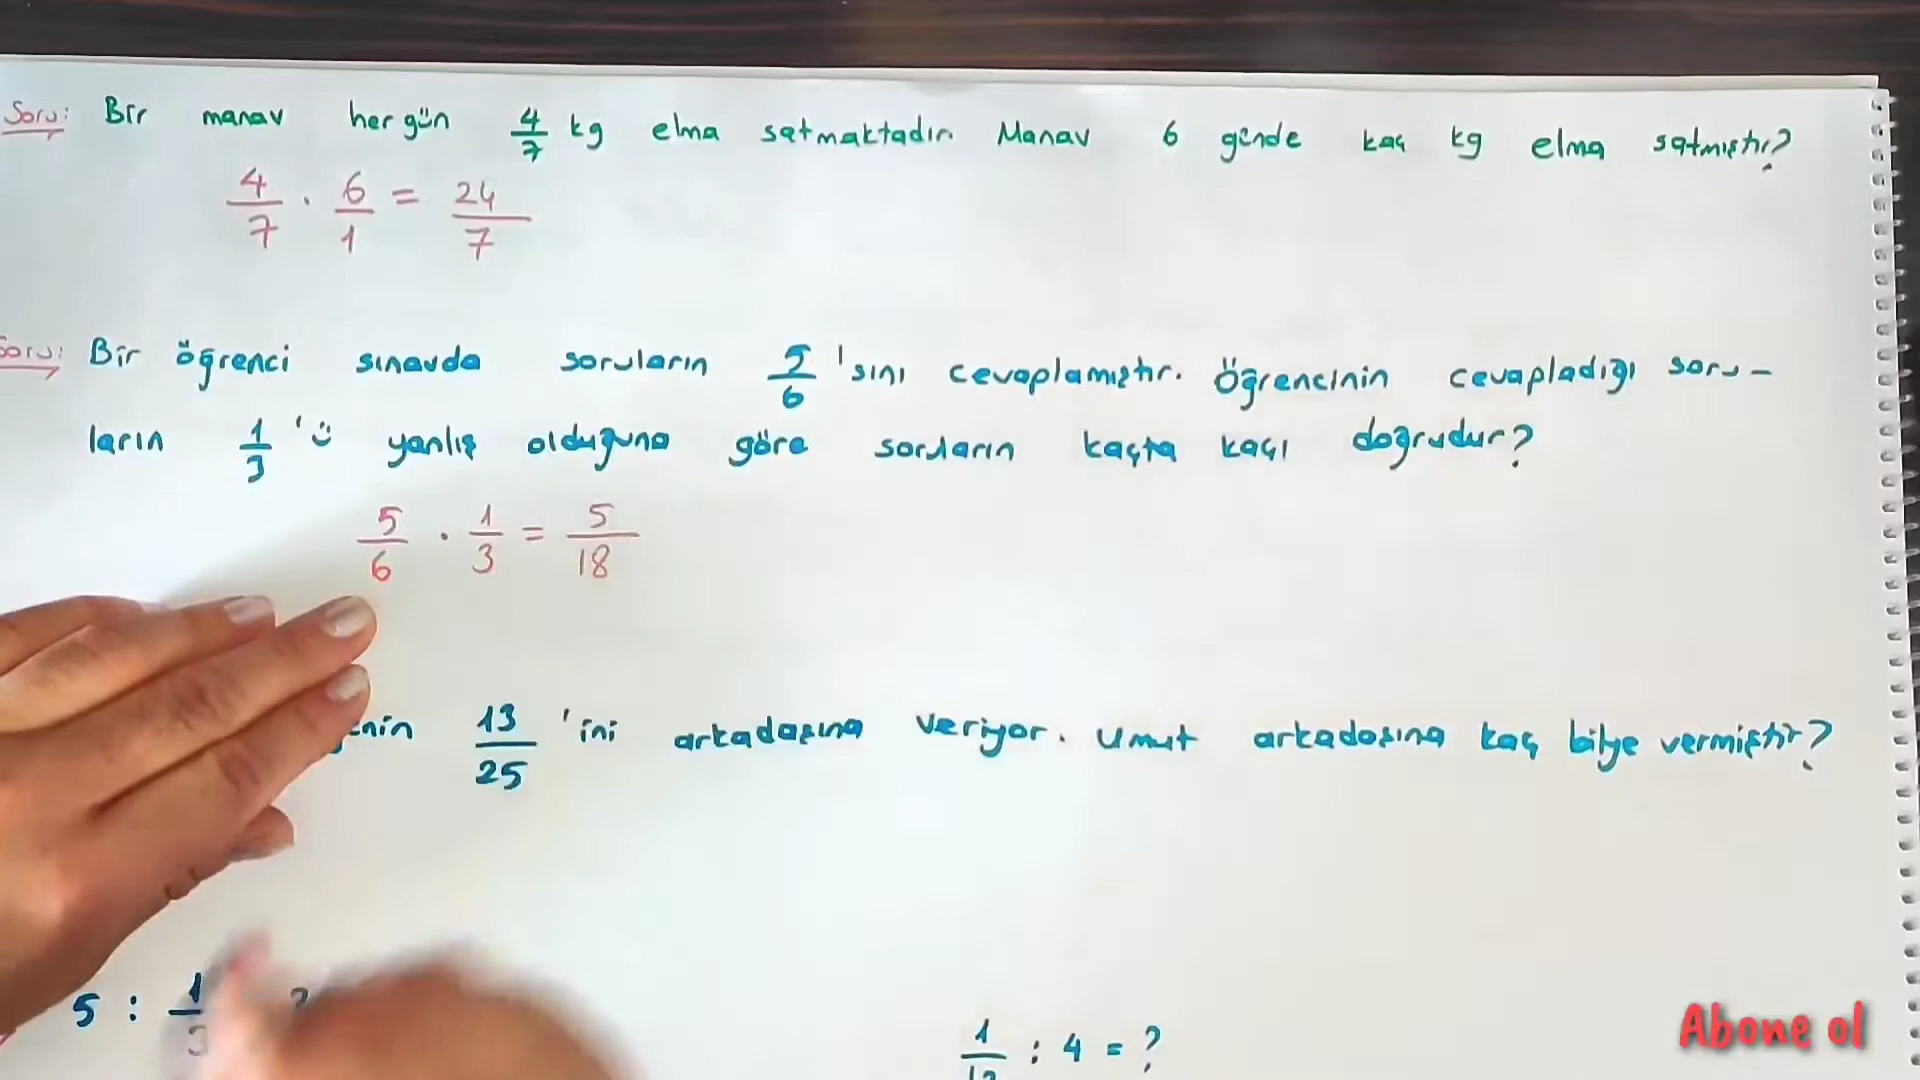 Soru: Bir manav her gün 4/7 kg elma satmaktadır. Manav 6 günde kaç kg elma satmıştır?
4/7 . 6/1 = 24/7
Soru: Bir öğrenci sınavda soruların 5/6 'sını cevaplamıştır. Öğrencinin cevapladığı soru-
ların 1/3 'ü yanlış olduğuna göre soruların kaçta kaçı doğrudur?
5/6 . 1/3 = 5/18
13/25 'ini arkadaşına veriyor. Umut arkadaşına kaç bilye vermiştir?
5 : 1/3 ?
1/12 : 4 = ?
Abone ol